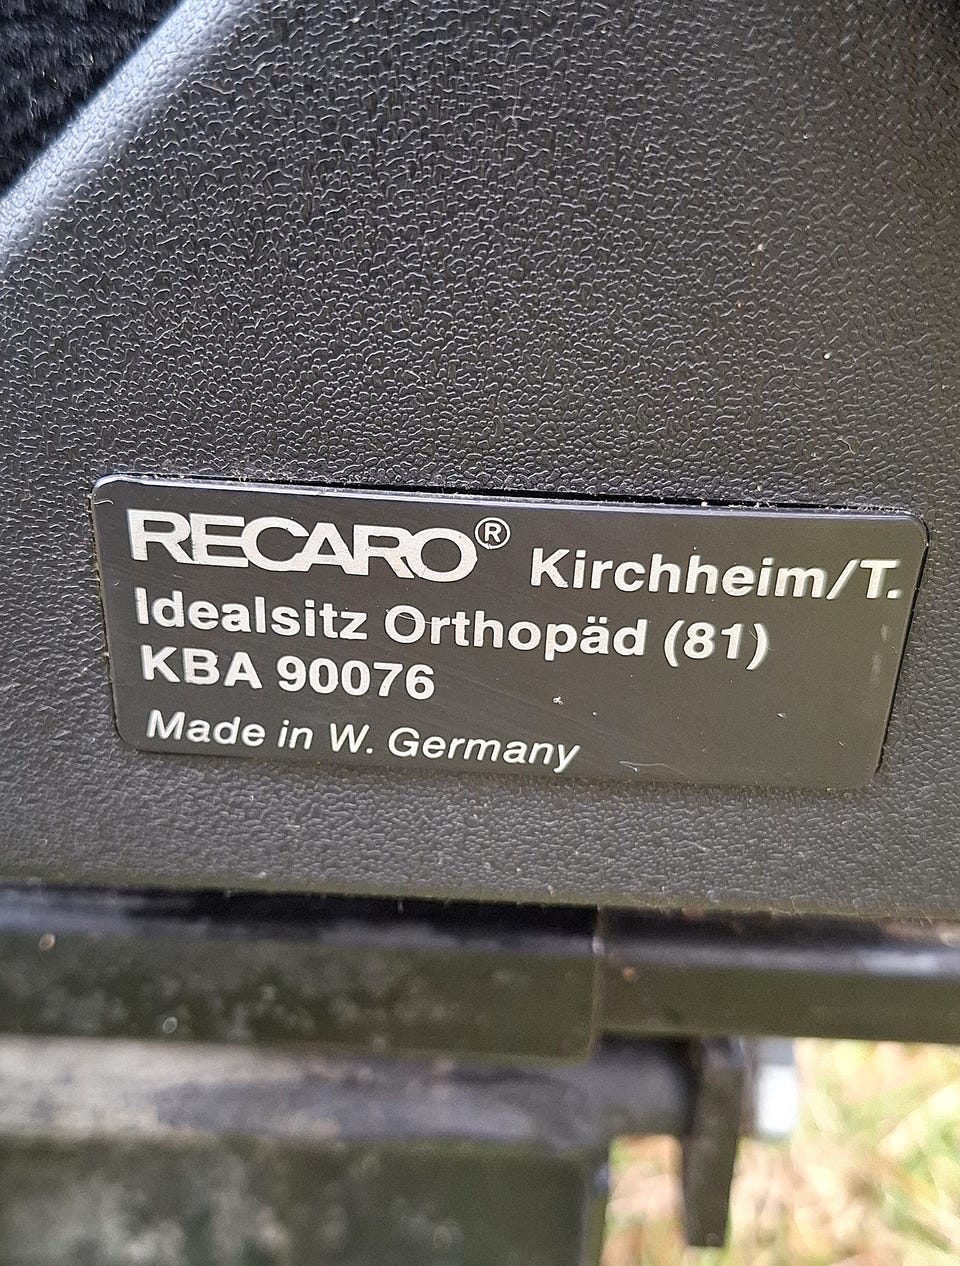 RECARO® Kirchheim/T.
Idealsitz Orthopäd (81)
KBA 90076
Made in W. Germany